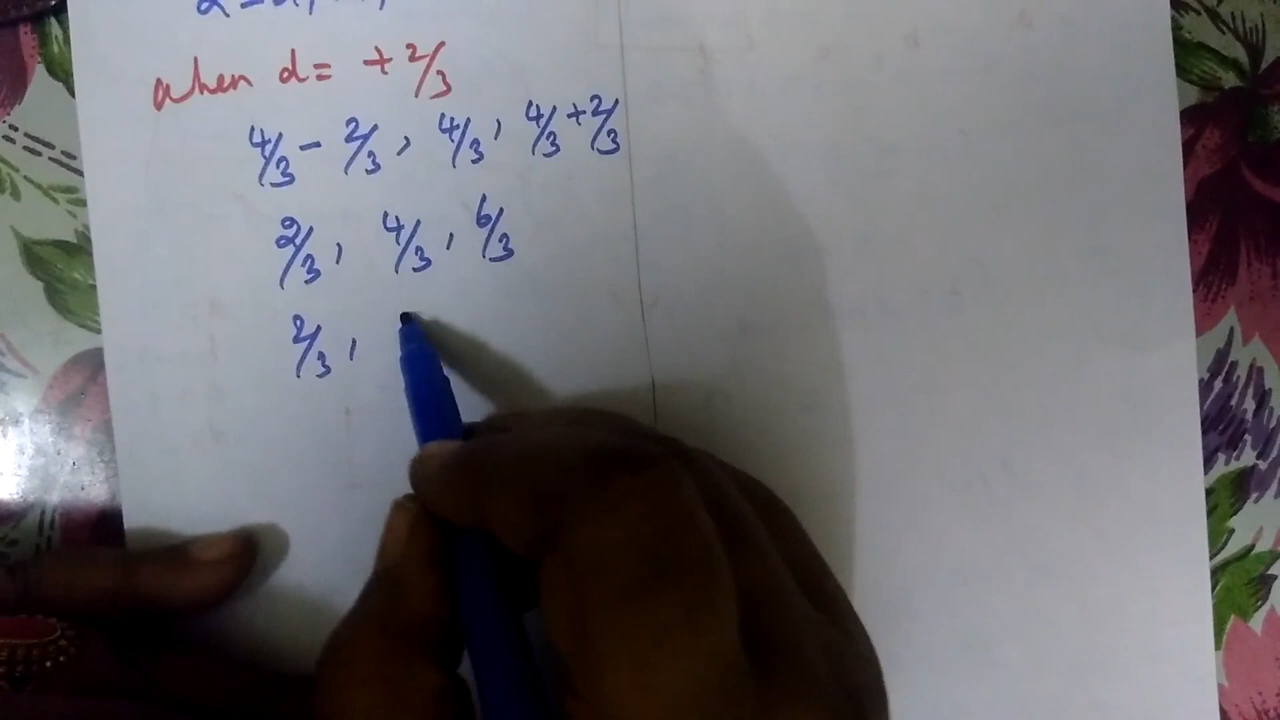 when d= +2/3
4/3 - 2/3, 4/3, 4/3+2/3
2/3, 4/3, 6/3
2/3,